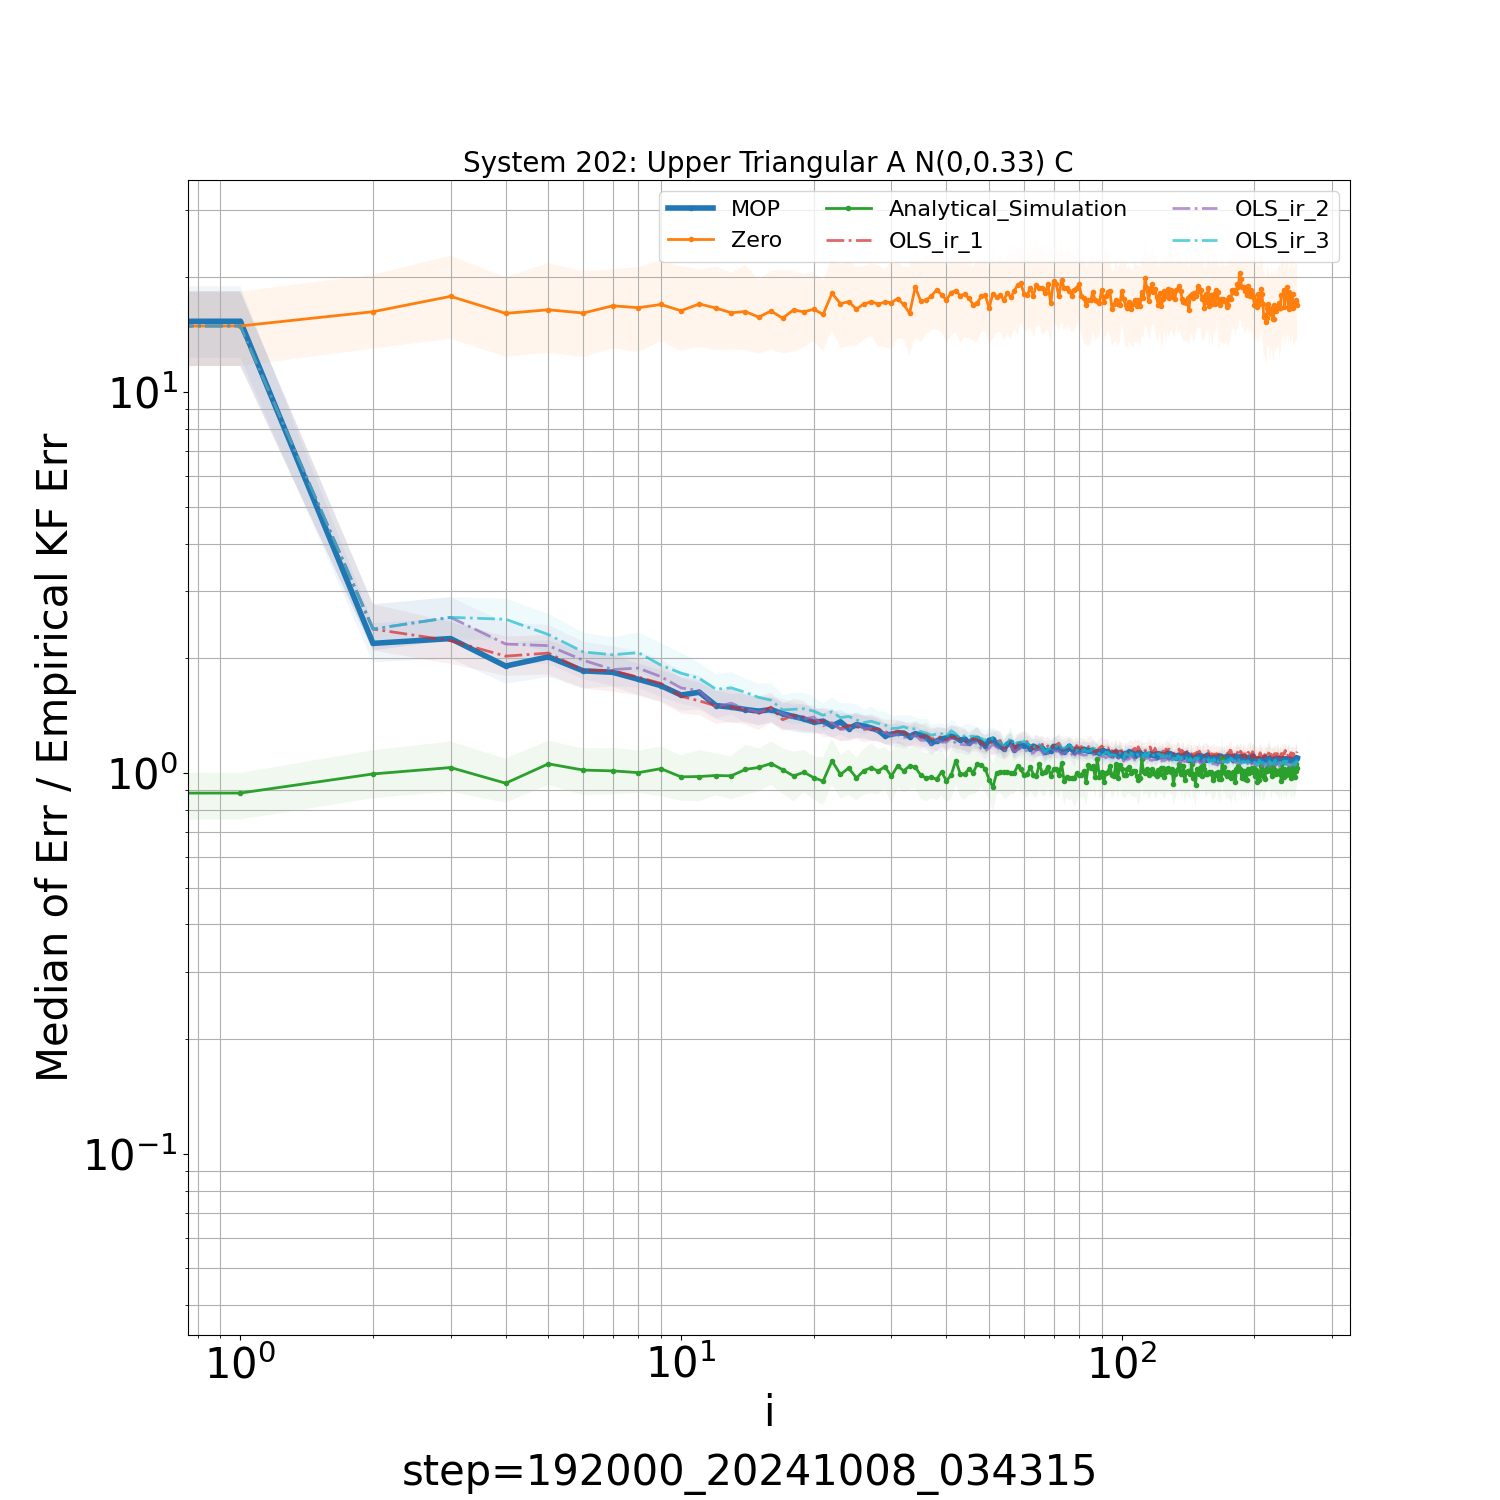 System 202: Upper Triangular A N(0,0.33) C
MOP
Zero
Analytical_Simulation
OLS_ir_1
OLS_ir_2
OLS_ir_3
Median of Err / Empirical KF Err
10¹
10⁰
10⁻¹
10⁰ 10¹ 10²
i
step=192000_20241008_034315